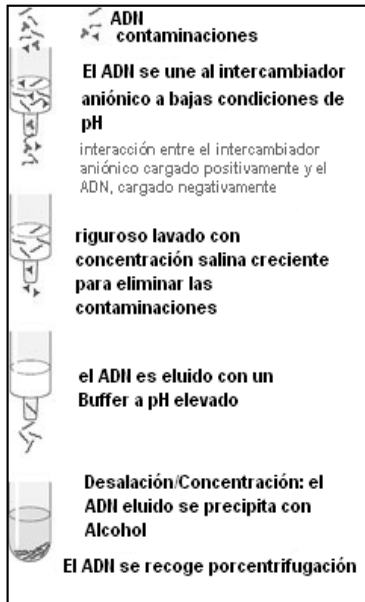 ADN
contaminaciones
El ADN se une al intercambiador
aniónico a bajas condiciones de
pH
interacción entre el intercambiador
aniónico cargado positivamente y el
ADN, cargado negativamente
riguroso lavado con
concentración salina creciente
para eliminar las
contaminaciones
el ADN es eluido con un
Buffer a pH elevado
Desalación/Concentración: el
ADN eluido se precipita con
Alcohol
El ADN se recoge porcentrifugación